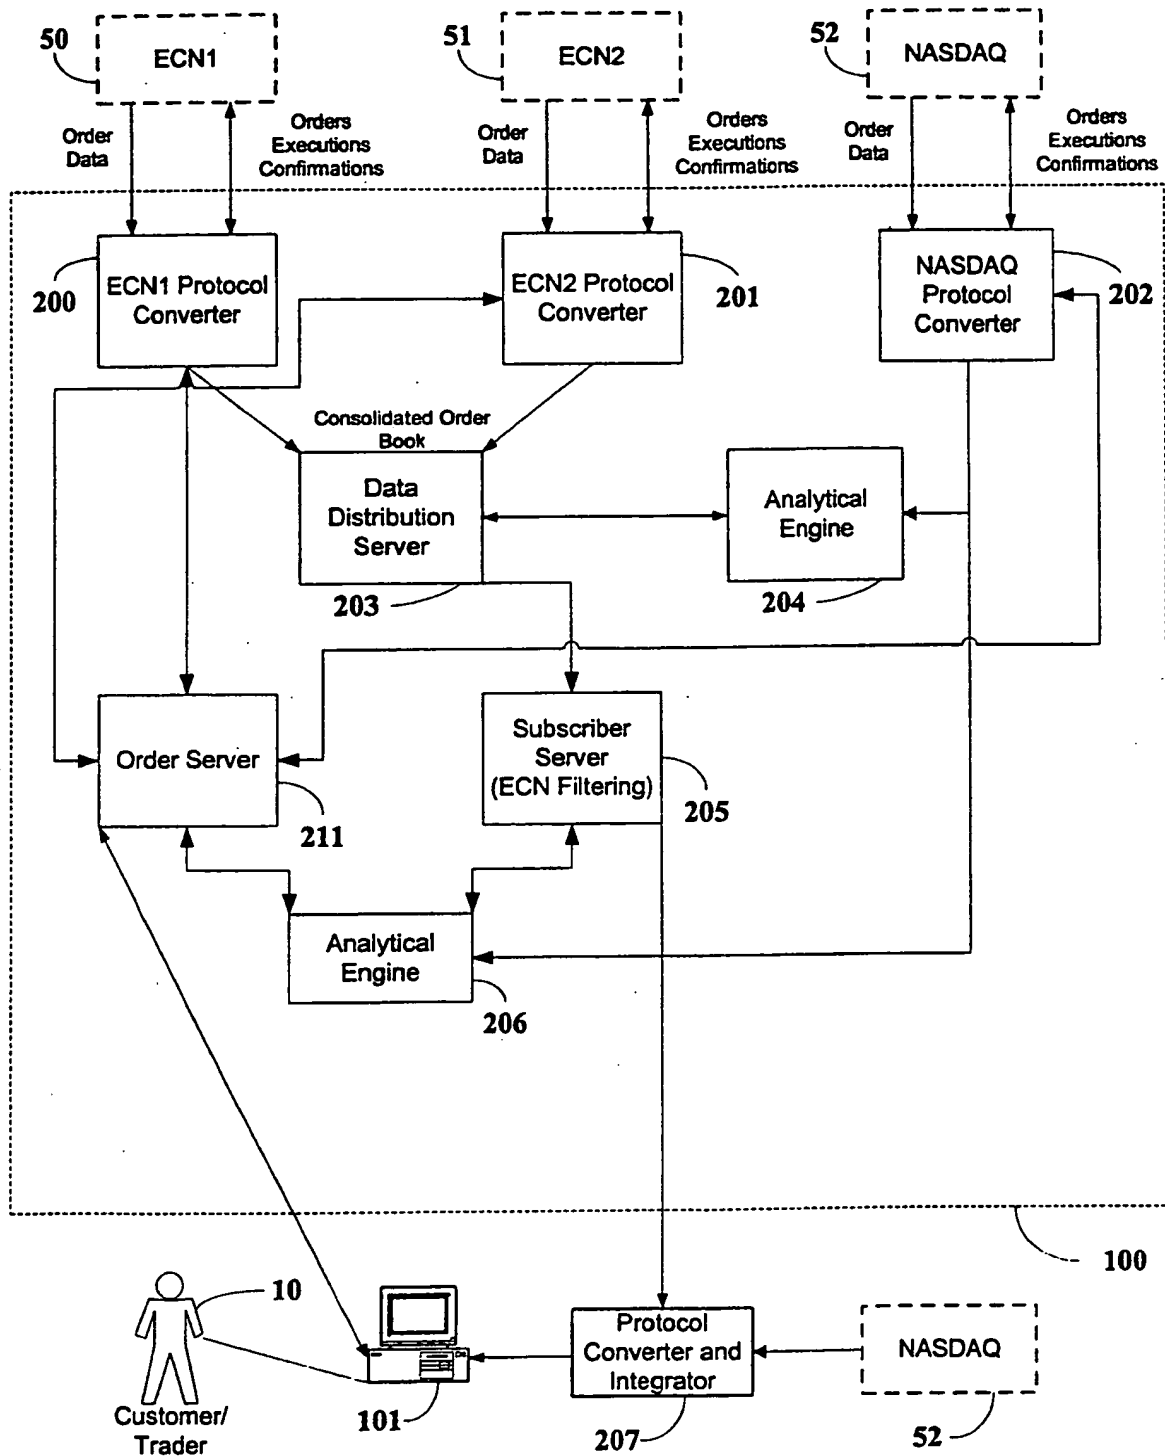 50
ECN1
51
ECN2
52
NASDAQ
Order
Data
Orders
Executions
Confirmations
Order
Data
Orders
Executions
Confirmations
Order
Data
Orders
Executions
Confirmations
200
ECN1 Protocol
Converter
ECN2 Protocol
Converter
201
NASDAQ
Protocol
Converter
202
Consolidated Order
Book
Data
Distribution
Server
203
Analytical
Engine
204
Order Server
211
Subscriber
Server
(ECN Filtering)
205
Analytical
Engine
206
100
10
Customer/
Trader
101
Protocol
Converter and
Integrator
207
NASDAQ
52